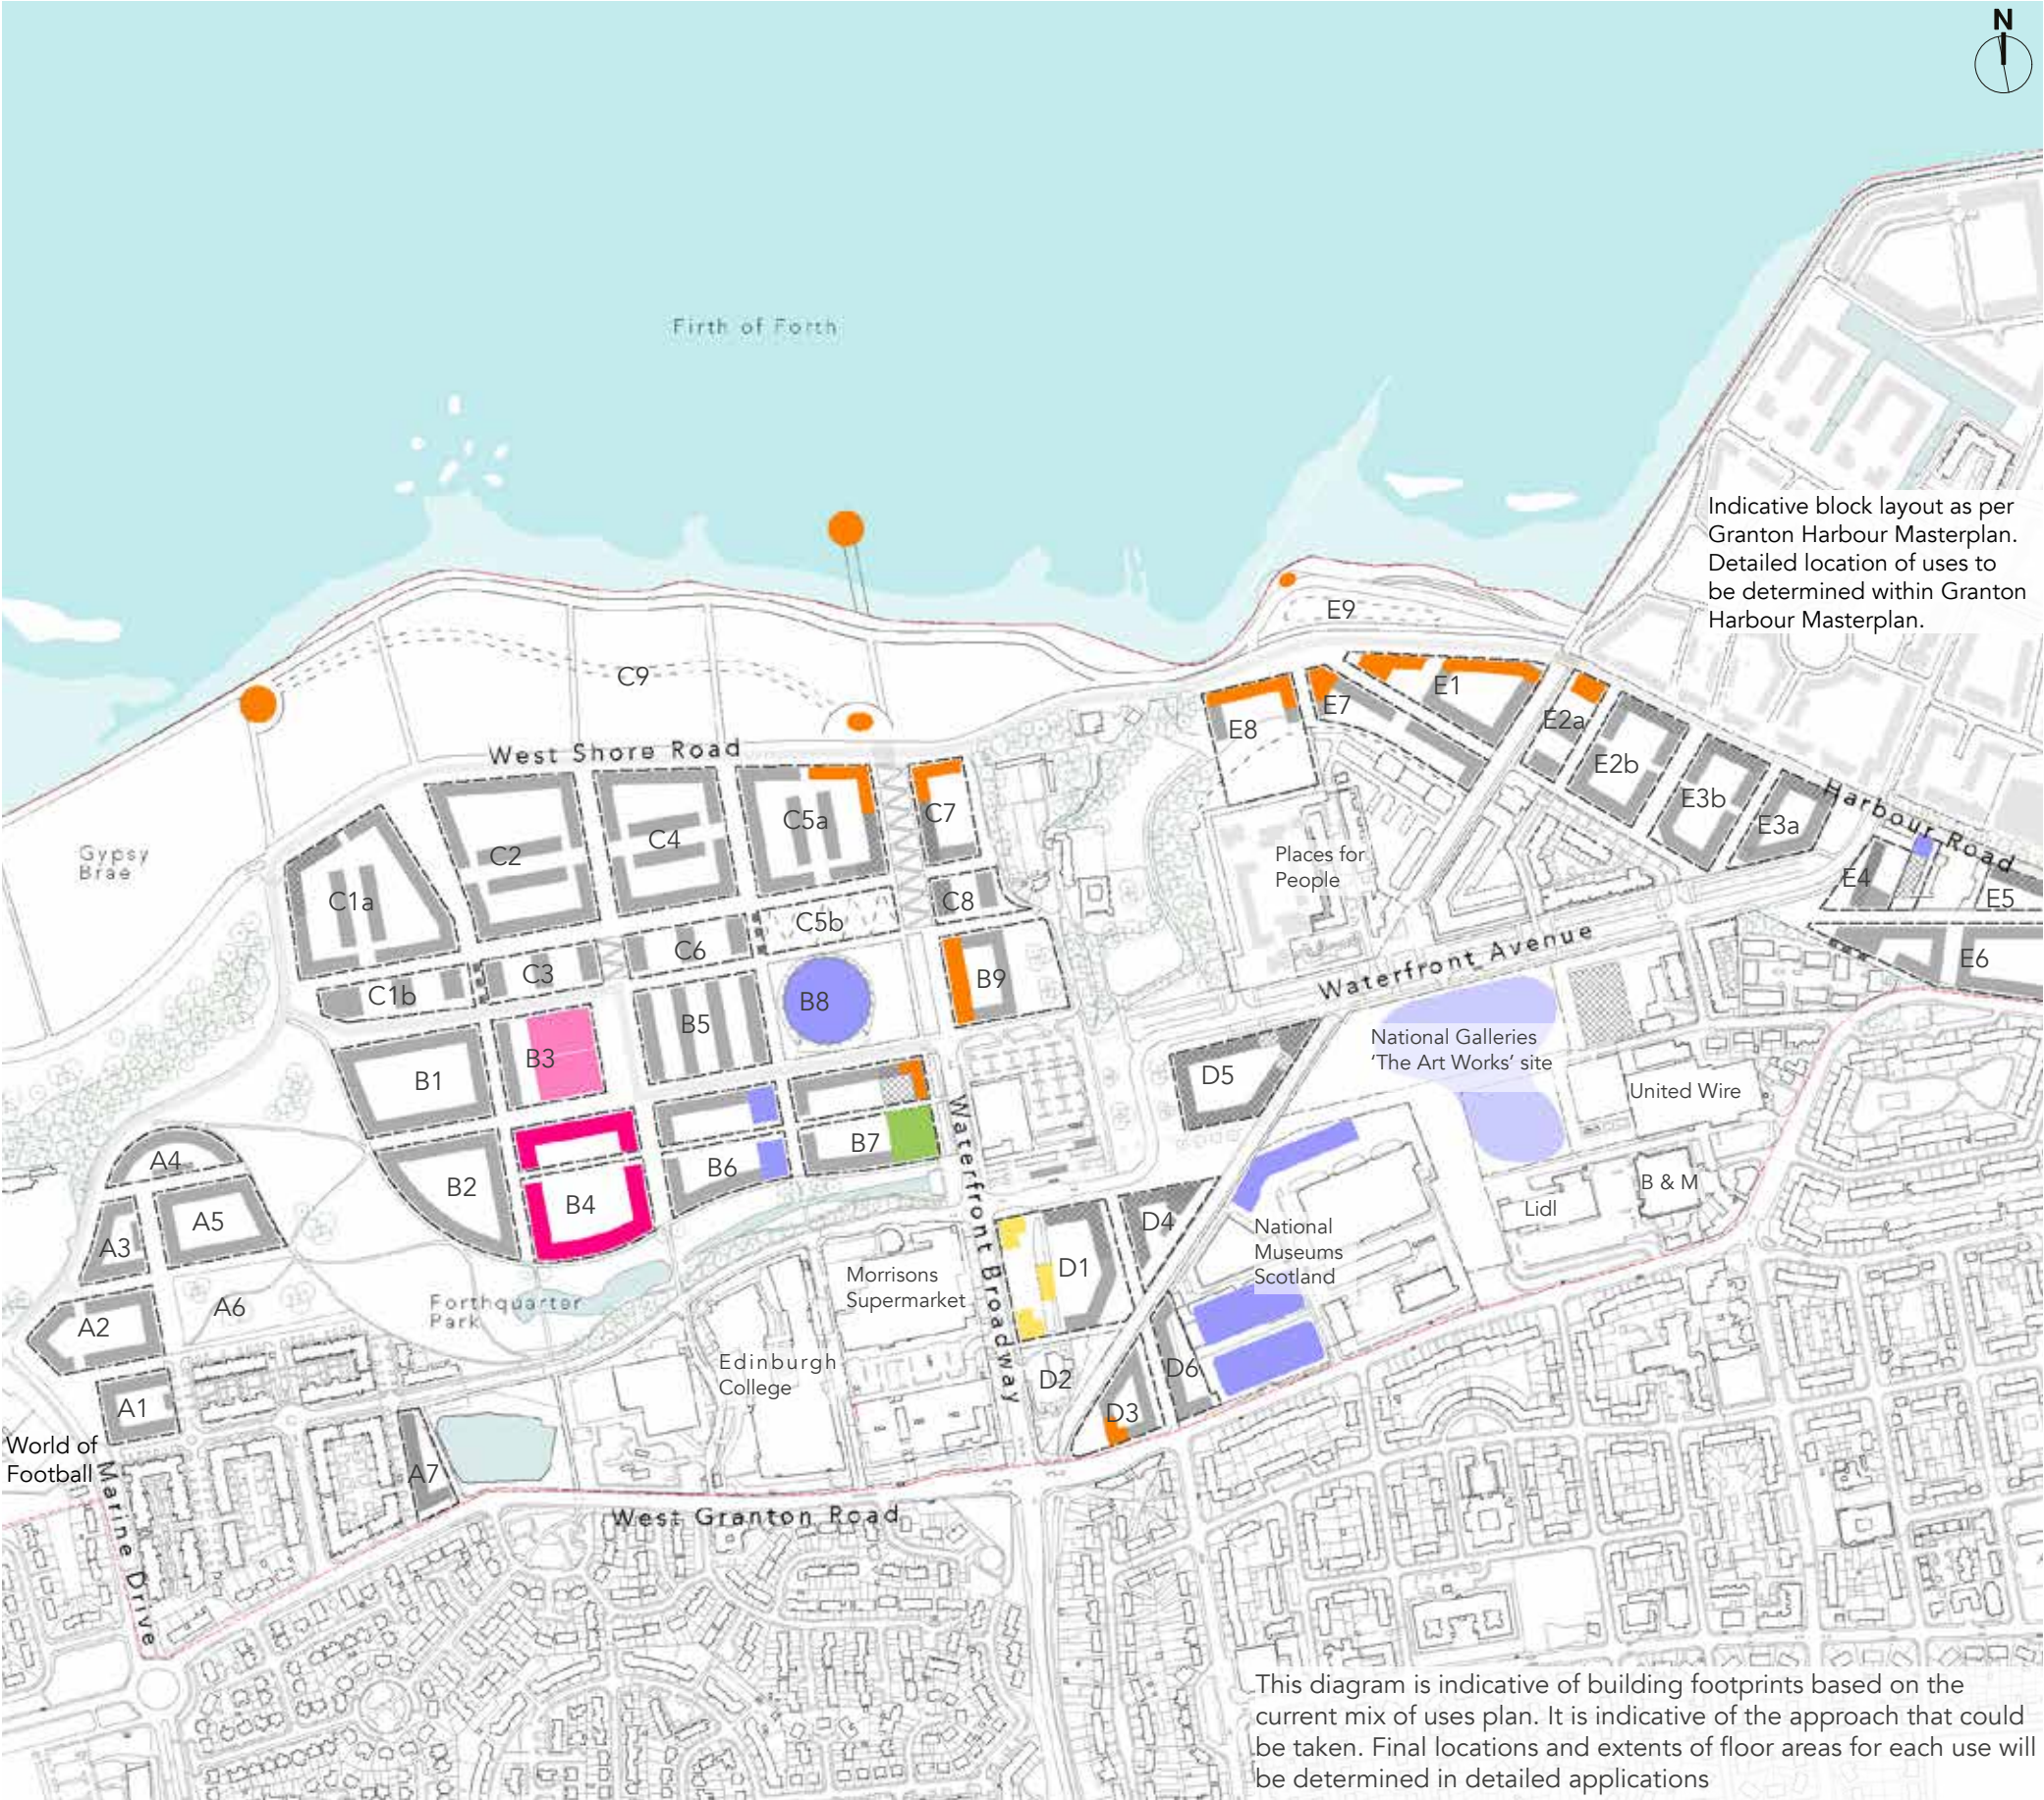 N
Firth of Forth
Indicative block layout as per
Granton Harbour Masterplan.
Detailed location of uses to
be determined within Granton
Harbour Masterplan.
E9
C9
E1
E7
E8
E2a
E2b
E3b
E3a
Harbour Road
West Shore Road
C7
C5a
C4
C2
C1a
Gypsy
Brae
Places for
People
E4
E5
E6
C8
C5b
C6
C3
C1b
Waterfront Avenue
B9
B8
B5
B3
B1
National Galleries
'The Art Works' site
D5
United Wire
B7
B6
B4
B2
A4
A5
A3
Waterfront Broadway
B & M
Lidl
D4
National
Museums
Scotland
D1
Morrisons
Supermarket
Forthquarter
Park
A6
A2
Edinburgh
College
D2
D6
D3
A1
World of
Football
A7
Marine Drive
West Granton Road
This diagram is indicative of building footprints based on the
current mix of uses plan. It is indicative of the approach that could
be taken. Final locations and extents of floor areas for each use will
be determined in detailed applications